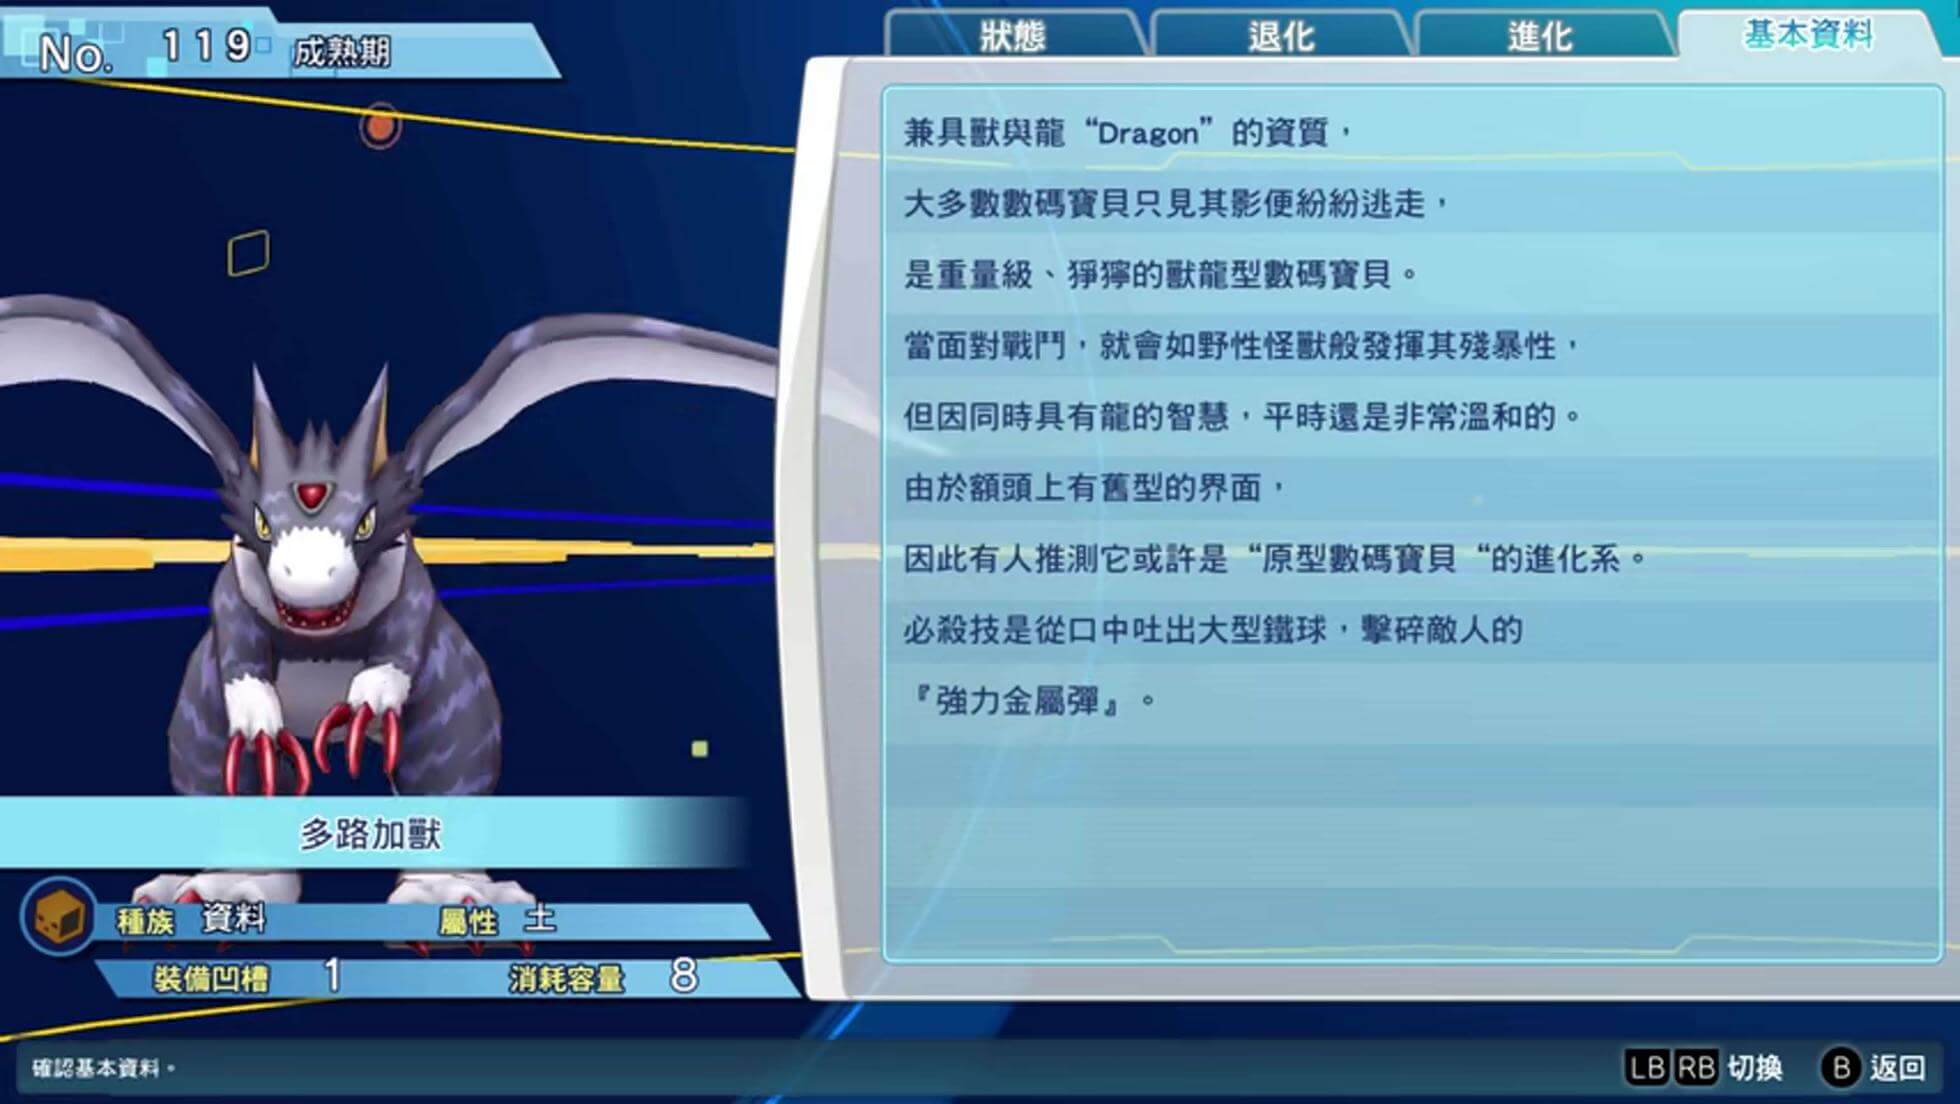 No. 119 成熟期
狀態 退化 進化 基本資料
兼具獸與龍“Dragon”的資質，
大多數數碼寶貝只見其影便紛紛逃走，
是重量級、猙獰的獸龍型數碼寶貝。
當面對戰鬥，就會如野性怪獸般發揮其殘暴性，
但因同時具有龍的智慧，平時還是非常溫和的。
由於額頭上有舊型的界面，
因此有人推測它或許是“原型數碼寶貝“的進化系。
必殺技是從口中吐出大型鐵球，擊碎敵人的
『強力金屬彈』。
多路加獸
種族 資料 屬性 土
裝備凹槽 1 消耗容量 8
確認基本資料。
LB RB 切換 B 返回